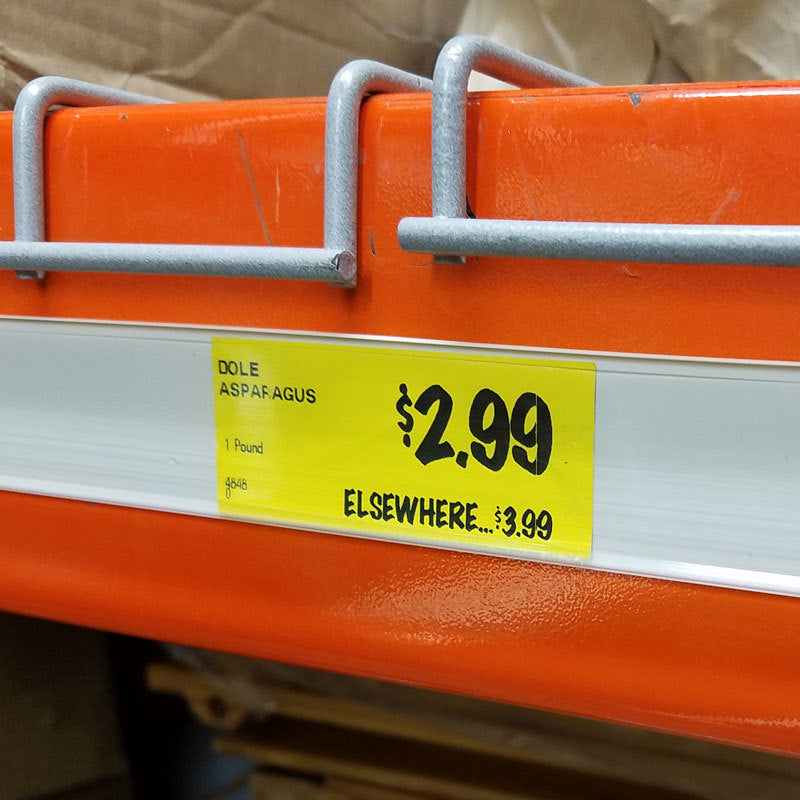 DOLE
ASPARAGUS
$2.99
1 Pound
4848
0
ELSEWHERE...$3.99